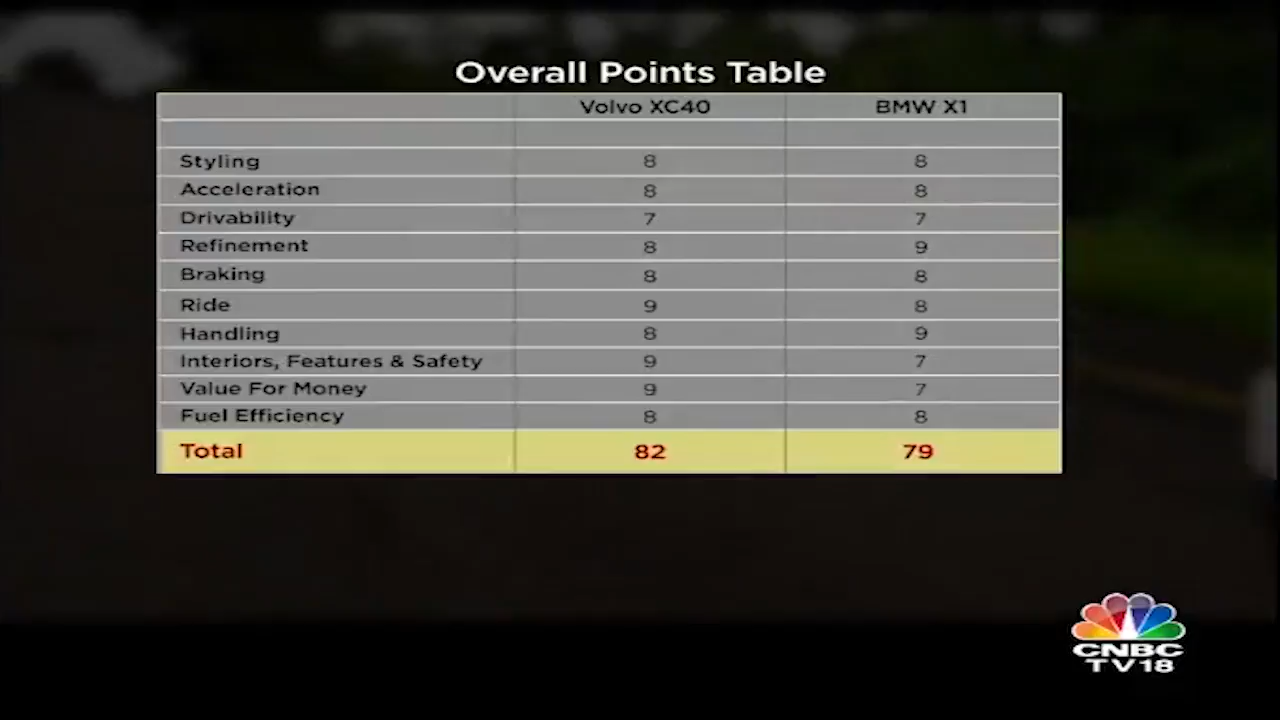 Overall Points Table
Volvo XC40 BMW X1
Styling 8 8
Acceleration 8 8
Drivability 7 7
Refinement 8 9
Braking 8 8
Ride 9 8
Handling 8 9
Interiors, Features & Safety 9 7
Value For Money 9 7
Fuel Efficiency 8 8
Total 82 79
CNBC
TV18